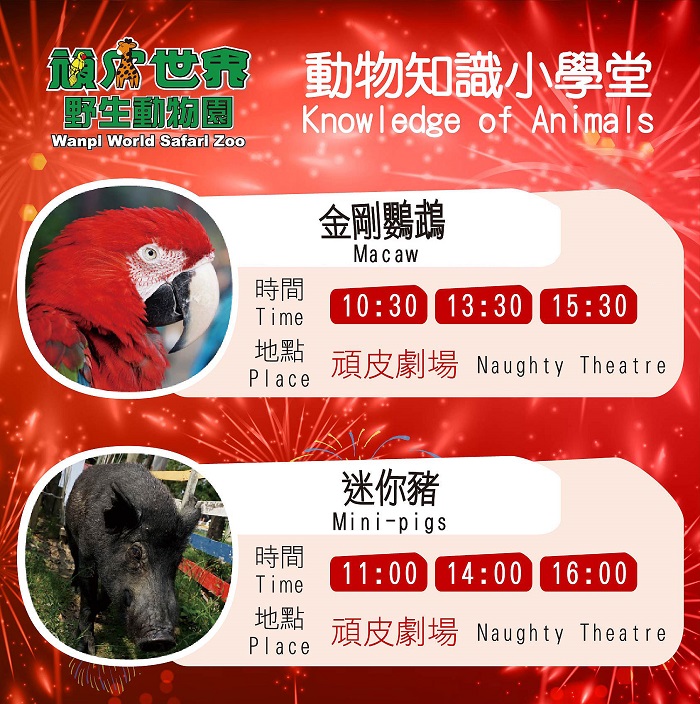 頑皮世界
野生動物園
Wanpi World Safari Zoo
動物知識小學堂
Knowledge of Animals
金剛鸚鵡
Macaw
時間
Time
10:30 13:30 15:30
地點
Place
頑皮劇場 Naughty Theatre
迷你豬
Mini-pigs
時間
Time
11:00 14:00 16:00
地點
Place
頑皮劇場 Naughty Theatre